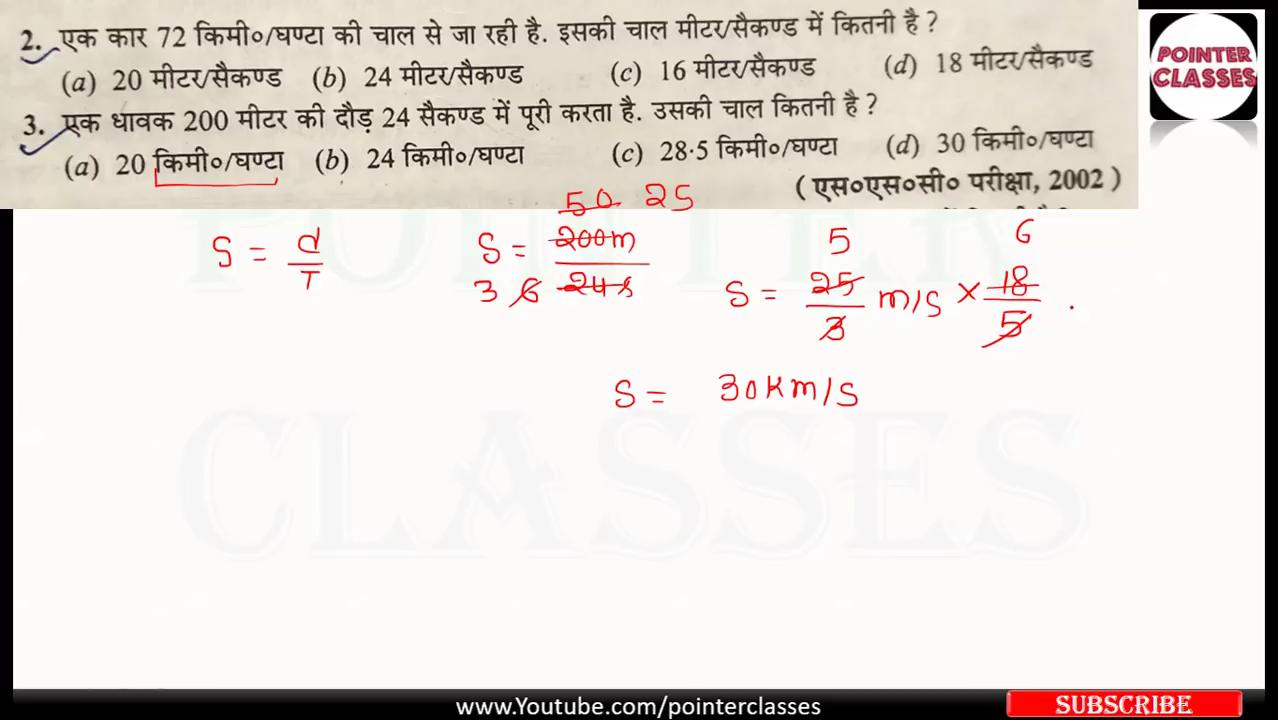 2. एक कार 72 किमी०/घण्टा की चाल से जा रही है. इसकी चाल मीटर/सैकण्ड में कितनी है ?
(a) 20 मीटर/सैकण्ड (b) 24 मीटर/सैकण्ड (c) 16 मीटर/सैकण्ड (d) 18 मीटर/सैकण्ड
3. एक धावक 200 मीटर की दौड़ 24 सैकण्ड में पूरी करता है. उसकी चाल कितनी है ?
(a) 20 किमी०/घण्टा (b) 24 किमी०/घण्टा (c) 28·5 किमी०/घण्टा (d) 30 किमी०/घण्टा
( एस०एस०सी० परीक्षा, 2002 )
POINTER
CLASSES
50 25
S = d/T
S = 200m
3 6 24s
5 6
S = 25/3 m/s × 18/5
S = 30Km/s
POINTER
CLASSES
www.Youtube.com/pointerclasses
SUBSCRIBE